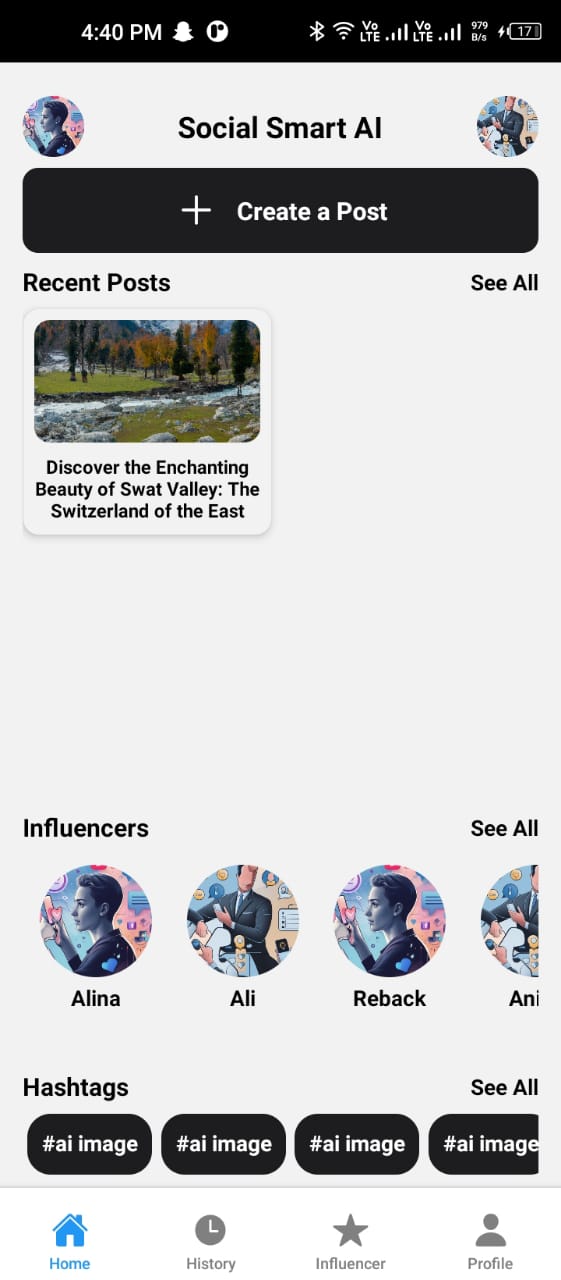 4:40 PM Vo LTE Vo LTE 979 B/s 17
Social Smart AI
Create a Post
Recent Posts See All
Discover the Enchanting
Beauty of Swat Valley: The
Switzerland of the East
Influencers See All
Alina Ali Reback Ani
Hashtags See All
#ai image #ai image #ai image #ai image
Home History Influencer Profile